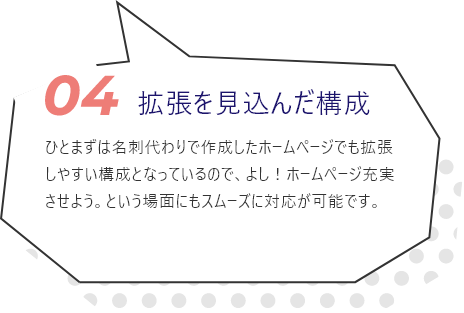 04 拡張を見込んだ構成
ひとまずは名刺代わりで作成したホームページでも拡張
しやすい構成となっているので、よし！ホームページ充実
させよう。という場面にもスムーズに対応が可能です。